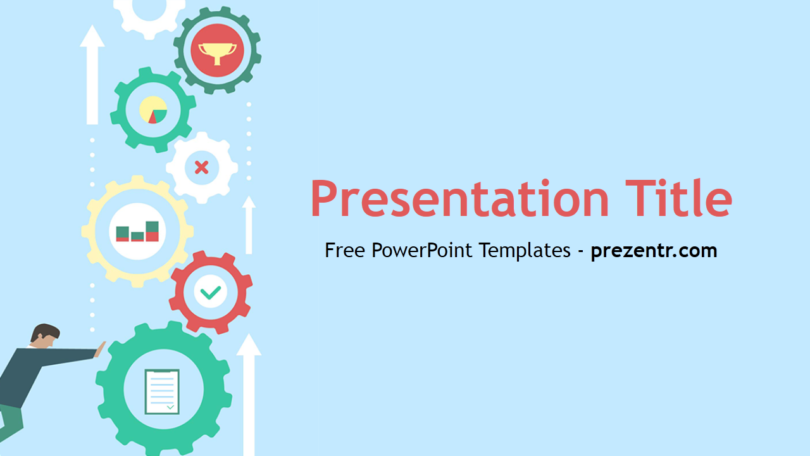 Presentation Title
Free PowerPoint Templates - prezentr.com